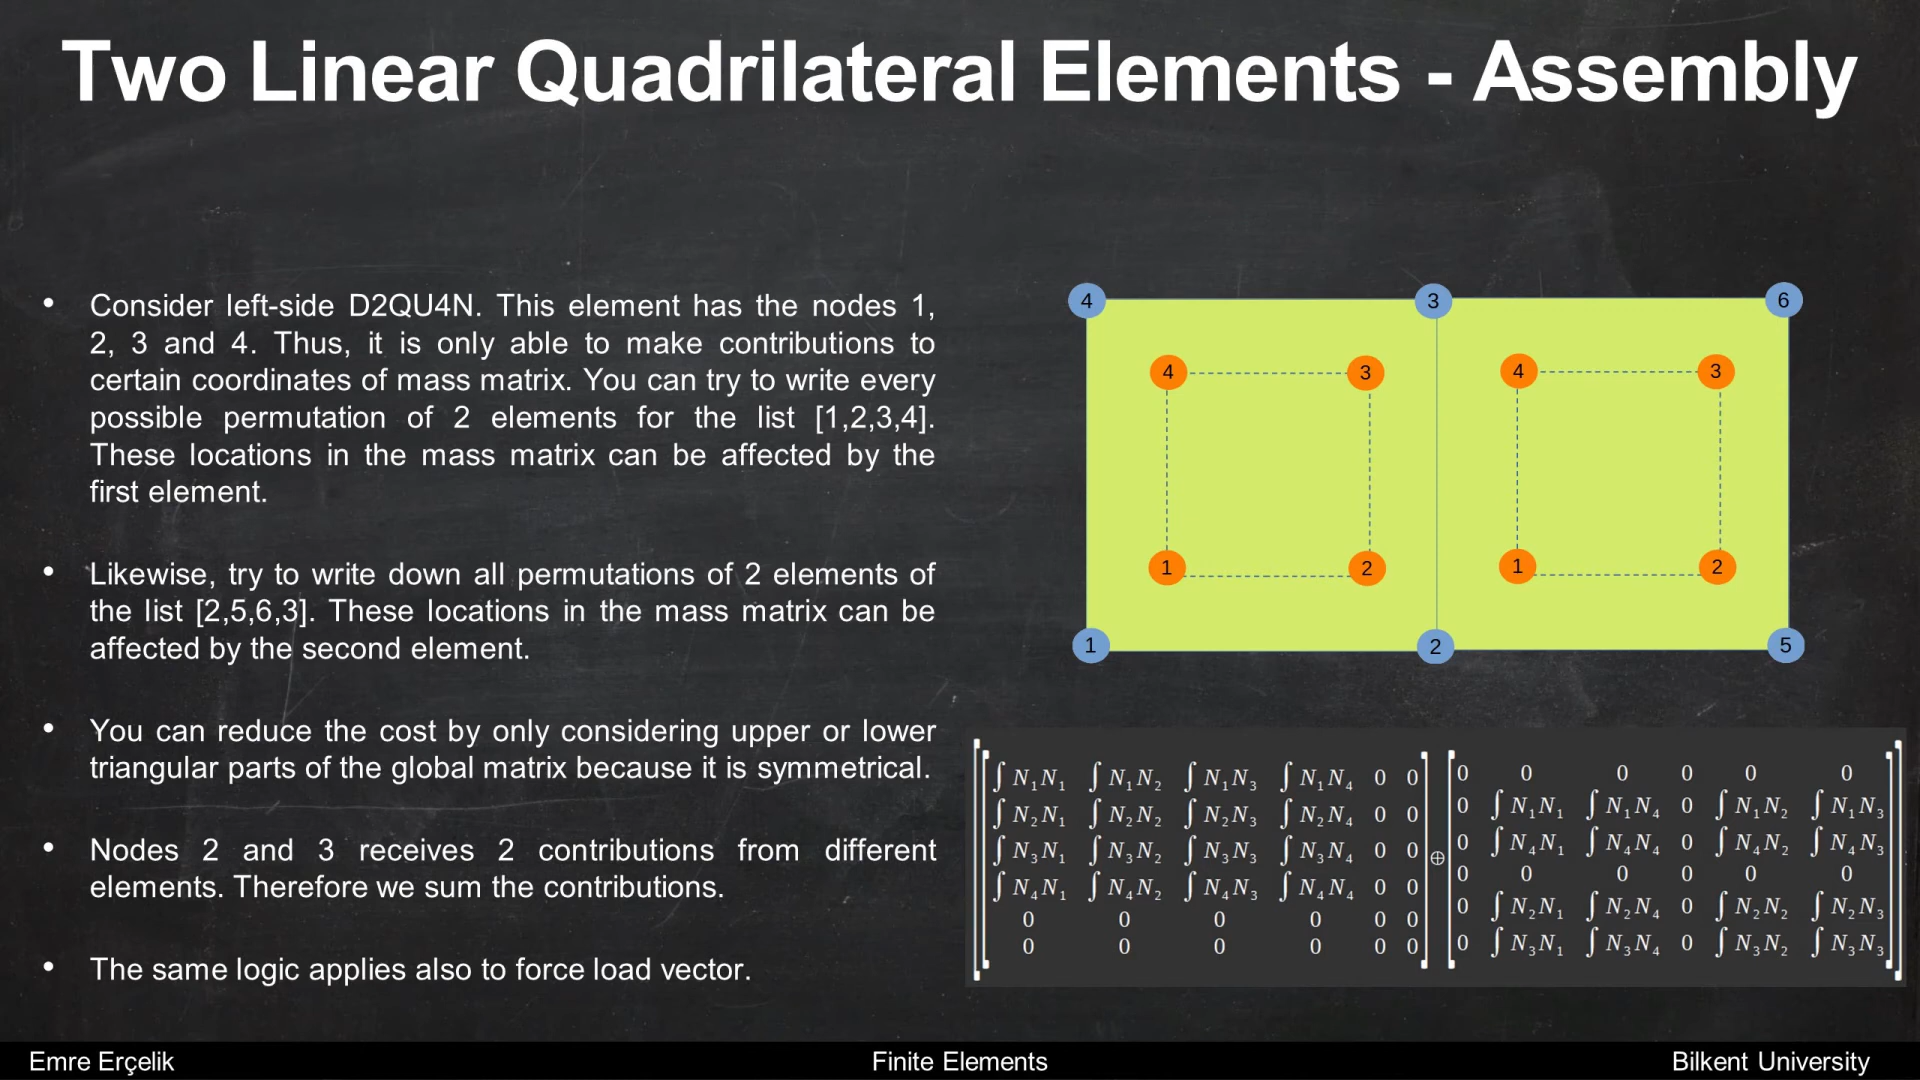 Two Linear Quadrilateral Elements - Assembly
• Consider left-side D2QU4N. This element has the nodes 1,
2, 3 and 4. Thus, it is only able to make contributions to
certain coordinates of mass matrix. You can try to write every
possible permutation of 2 elements for the list [1,2,3,4].
These locations in the mass matrix can be affected by the
first element.
• Likewise, try to write down all permutations of 2 elements of
the list [2,5,6,3]. These locations in the mass matrix can be
affected by the second element.
• You can reduce the cost by only considering upper or lower
triangular parts of the global matrix because it is symmetrical.
• Nodes 2 and 3 receives 2 contributions from different
elements. Therefore we sum the contributions.
• The same logic applies also to force load vector.
4 3 6
4 3 4 3
1 2 1 2
1 2 5
∫N₁N₁ ∫N₁N₂ ∫N₁N₃ ∫N₁N₄ 0 0
∫N₂N₁ ∫N₂N₂ ∫N₂N₃ ∫N₂N₄ 0 0
∫N₃N₁ ∫N₃N₂ ∫N₃N₃ ∫N₃N₄ 0 0
∫N₄N₁ ∫N₄N₂ ∫N₄N₃ ∫N₄N₄ 0 0
0 0 0 0 0 0
0 0 0 0 0 0
⊕
0 0 0 0 0 0
0 ∫N₁N₁ ∫N₁N₄ 0 ∫N₁N₂ ∫N₁N₃
0 ∫N₄N₁ ∫N₄N₄ 0 ∫N₄N₂ ∫N₄N₃
0 0 0 0 0 0
0 ∫N₂N₁ ∫N₂N₄ 0 ∫N₂N₂ ∫N₂N₃
0 ∫N₃N₁ ∫N₃N₄ 0 ∫N₃N₂ ∫N₃N₃
Emre Erçelik
Finite Elements
Bilkent University